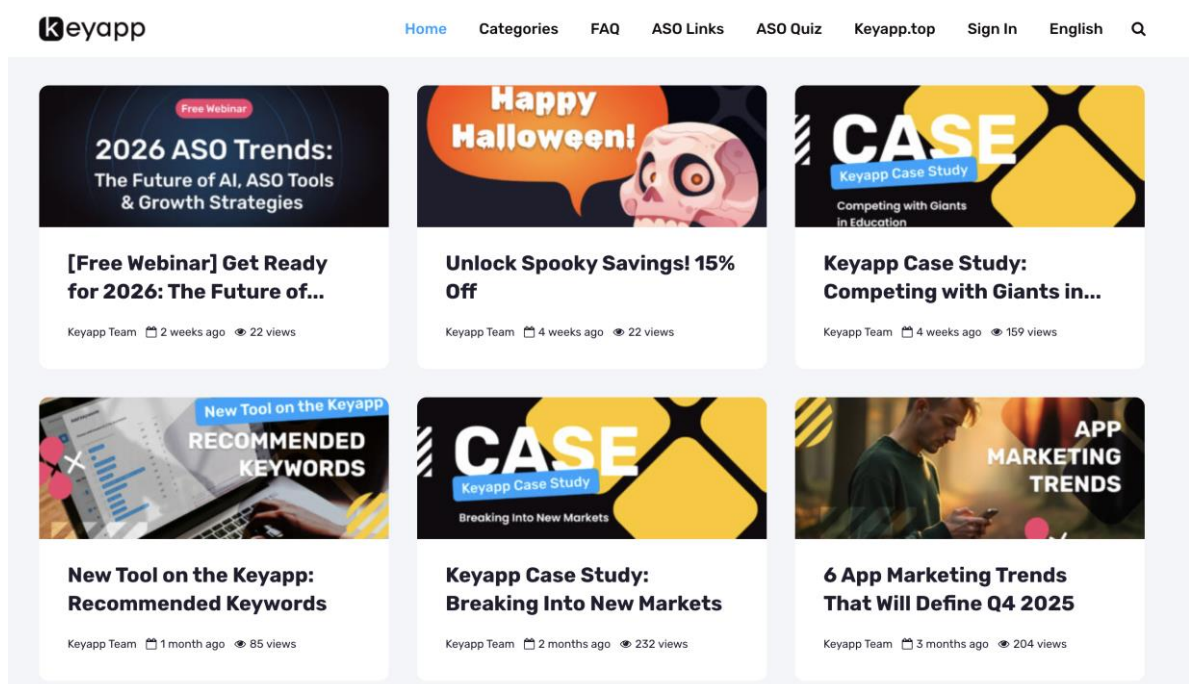 keyapp
Home Categories FAQ ASO Links ASO Quiz Keyapp.top Sign In English
Free Webinar
2026 ASO Trends:
The Future of AI, ASO Tools
& Growth Strategies
[Free Webinar] Get Ready
for 2026: The Future of...
Keyapp Team 2 weeks ago 22 views
Happy
Halloween!
Unlock Spooky Savings! 15%
Off
Keyapp Team 4 weeks ago 22 views
CASE
Keyapp Case Study
Competing with Giants
in Education
Keyapp Case Study:
Competing with Giants in...
Keyapp Team 4 weeks ago 159 views
New Tool on the Keyapp
RECOMMENDED
KEYWORDS
New Tool on the Keyapp:
Recommended Keywords
Keyapp Team 1 month ago 85 views
CASE
Keyapp Case Study
Breaking Into New Markets
Keyapp Case Study:
Breaking Into New Markets
Keyapp Team 2 months ago 232 views
APP
MARKETING
TRENDS
6 App Marketing Trends
That Will Define Q4 2025
Keyapp Team 3 months ago 204 views